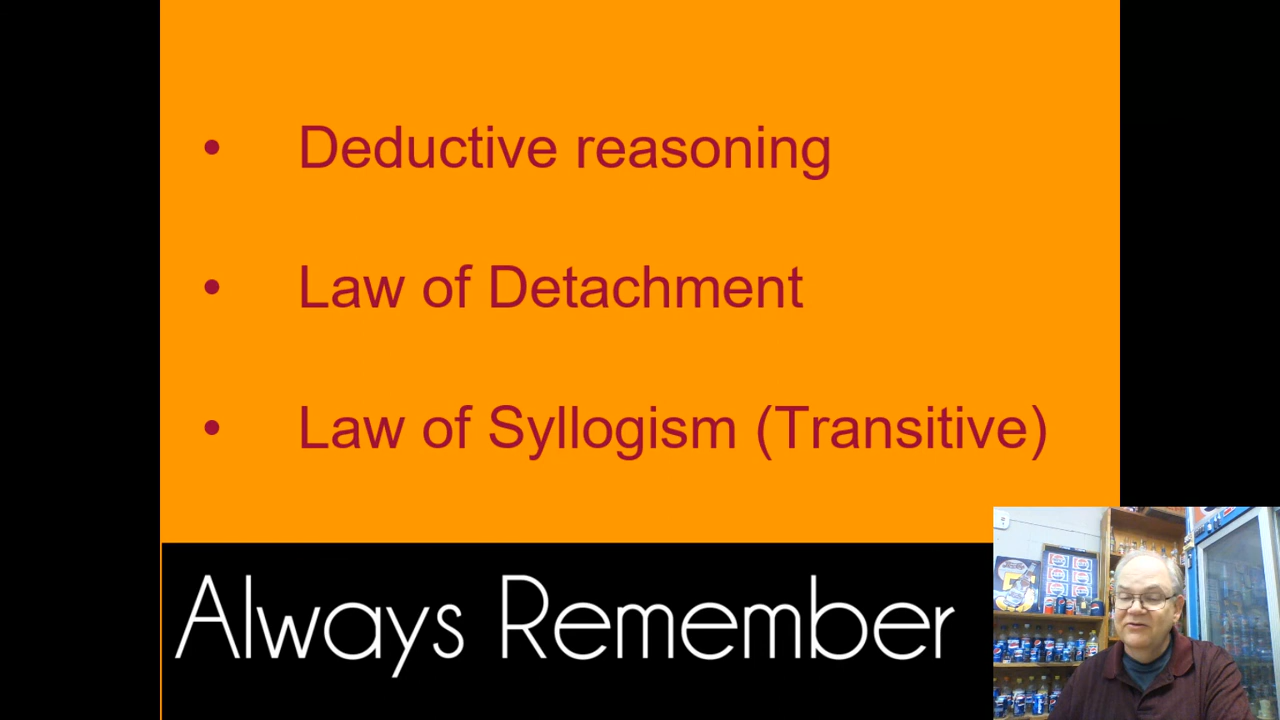 • Deductive reasoning
• Law of Detachment
• Law of Syllogism (Transitive)
Always Remember